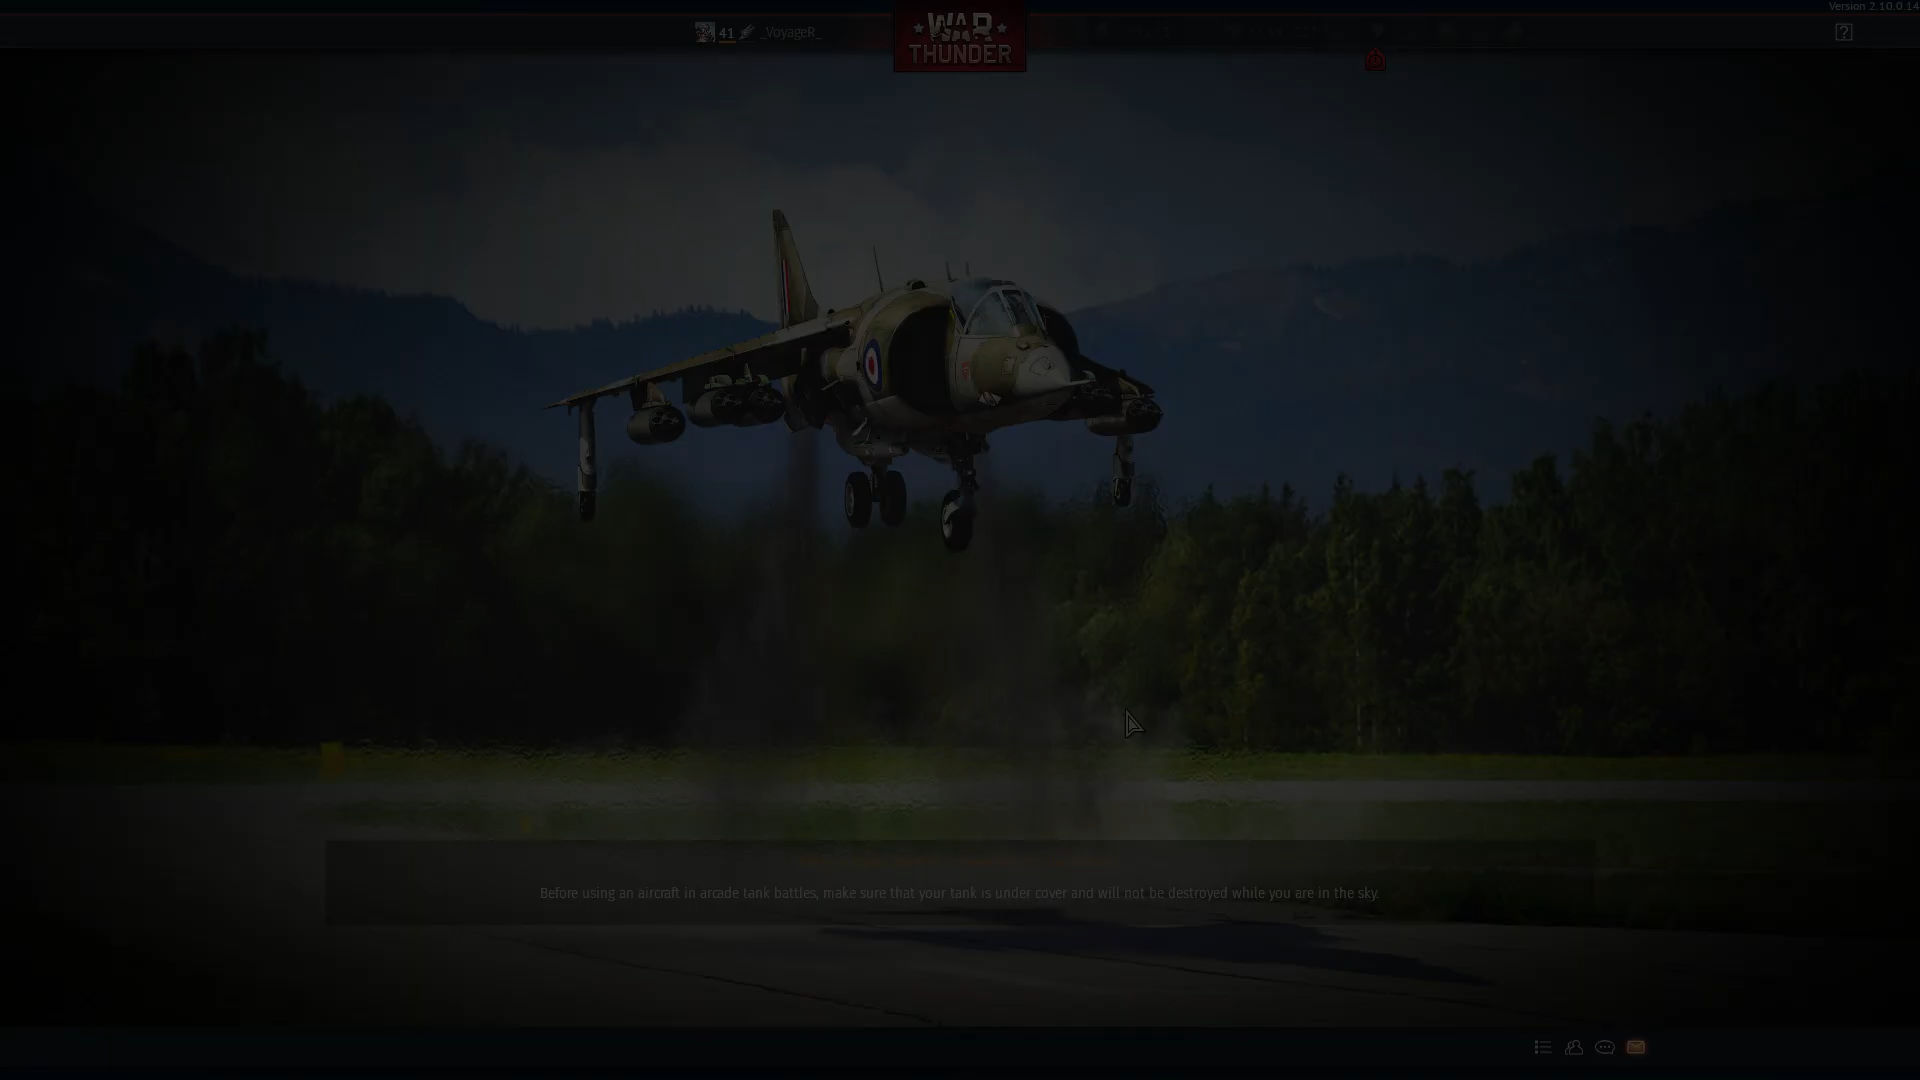 Version 2.10.0.14
41 _VoyageR_
WAR
THUNDER
Before using an aircraft in arcade tank battles, make sure that your tank is under cover and will not be destroyed while you are in the sky.